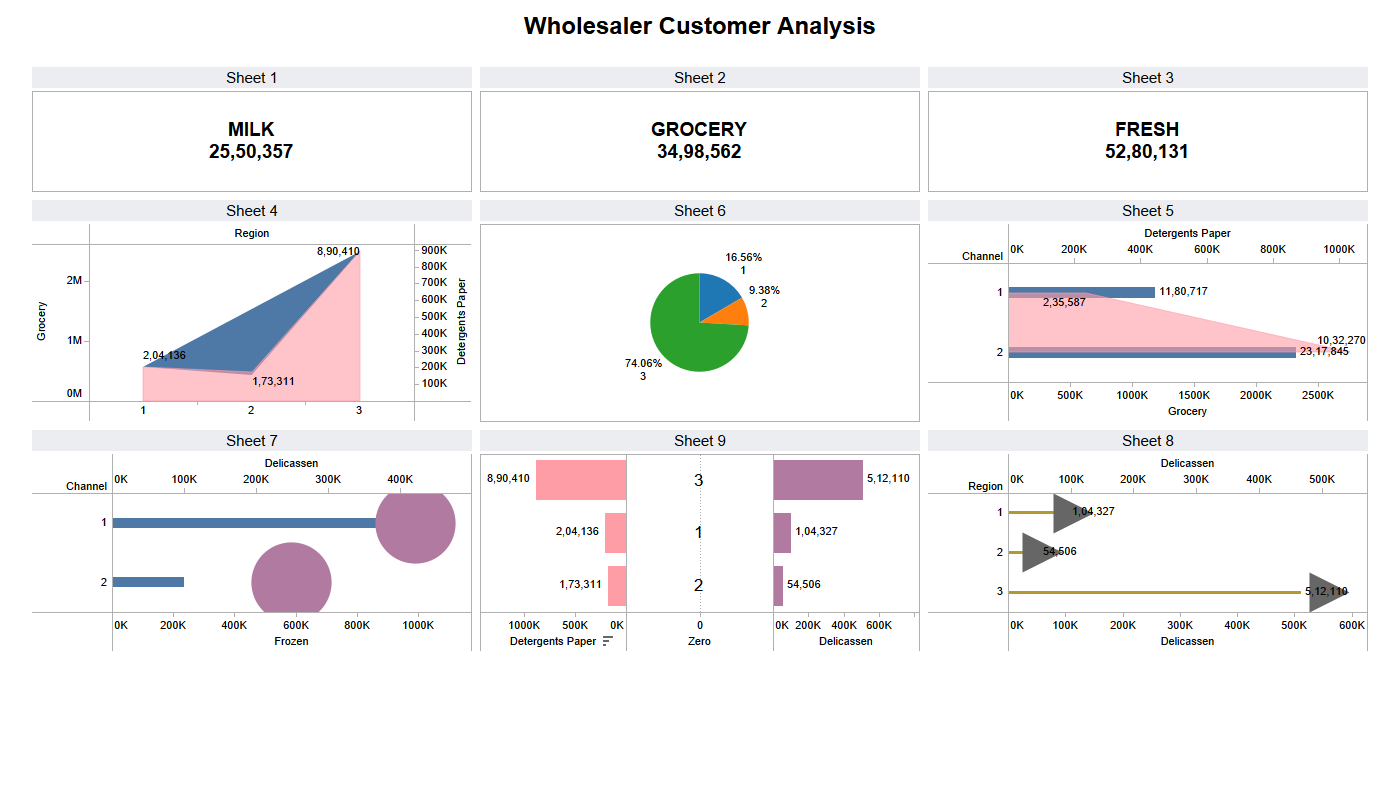 Wholesaler Customer Analysis
Sheet 1
MILK
25,50,357
Sheet 2
GROCERY
34,98,562
Sheet 3
FRESH
52,80,131
Sheet 4
Region
8,90,410
2,04,136
1,73,311
2M
1M
0M
Grocery
900K
800K
700K
600K
500K
400K
300K
200K
100K
Detergents Paper
1 2 3
Sheet 6
16.56%
1
9.38%
2
74.06%
3
Sheet 5
Detergents Paper
Channel 0K 200K 400K 600K 800K 1000K
1 11,80,717
2,35,587
10,32,270
2 23,17,845
0K 500K 1000K 1500K 2000K 2500K
Grocery
Sheet 7
Delicassen
Channel 0K 100K 200K 300K 400K
1
2
0K 200K 400K 600K 800K 1000K
Frozen
Sheet 9
8,90,410 3 5,12,110
2,04,136 1 1,04,327
1,73,311 2 54,506
1000K 500K 0K 0 0K 200K 400K 600K
Detergents Paper Zero Delicassen
Sheet 8
Delicassen
Region 0K 100K 200K 300K 400K 500K
1 1,04,327
2 54,506
3 5,12,110
0K 100K 200K 300K 400K 500K 600K
Delicassen